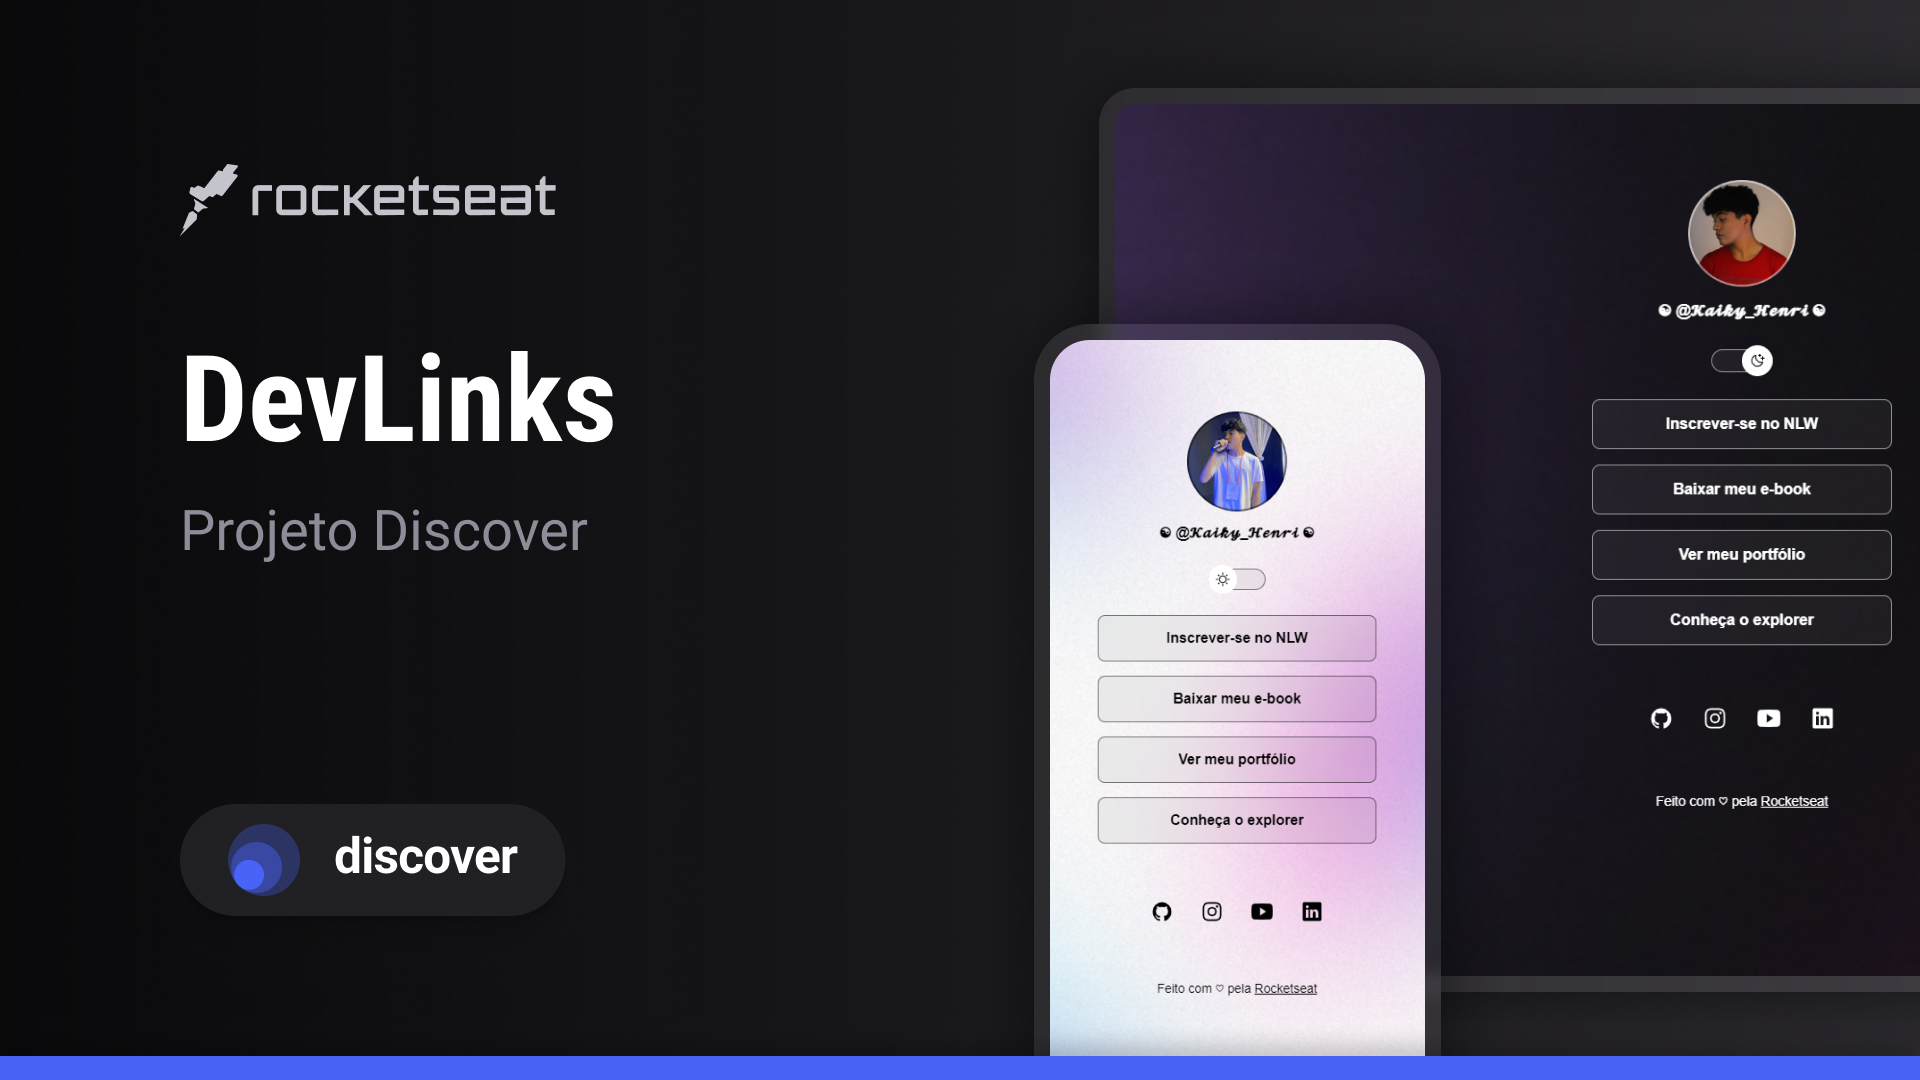 rocketseat
DevLinks
Projeto Discover
discover
☯ @𝓚𝓪𝓲𝓴𝔂_𝓗𝓮𝓷𝓻𝓲 ☯
Inscrever-se no NLW
Baixar meu e-book
Ver meu portfólio
Conheça o explorer
in
Feito com ♡ pela Rocketseat
☯ @𝓚𝓪𝓲𝓴𝔂_𝓗𝓮𝓷𝓻𝓲 ☯
Inscrever-se no NLW
Baixar meu e-book
Ver meu portfólio
Conheça o explorer
in
Feito com ♡ pela Rocketseat